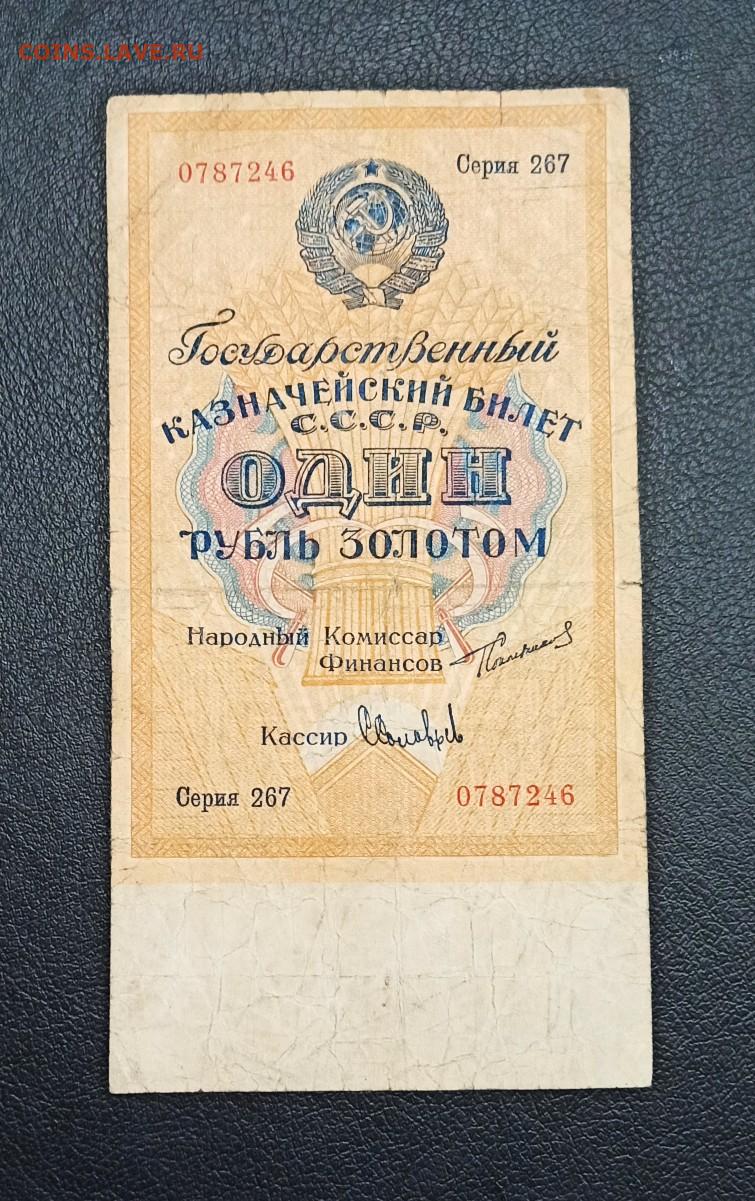 COINS.LAVE.RU
0787246 Серия 267
Государственный
КАЗНАЧЕЙСКИЙ БИЛЕТ
С.С.С.Р.
ОДИН
РУБЛЬ ЗОЛОТОМ
Народный Комиссар
Финансов
Кассир
Серия 267 0787246